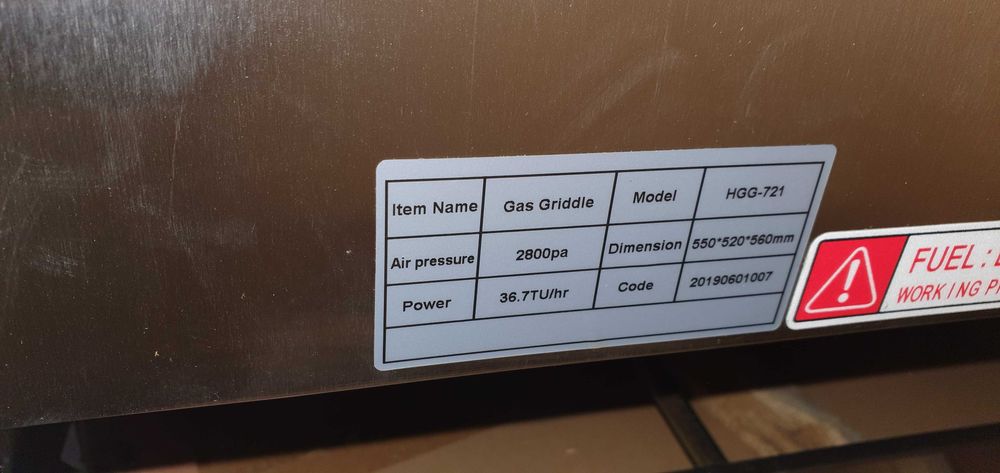 Item Name Gas Griddle Model HGG-721
Air pressure 2800pa Dimension 550*520*560mm
Power 36.7TU/hr Code 20190601007
FUEL :
WORKING